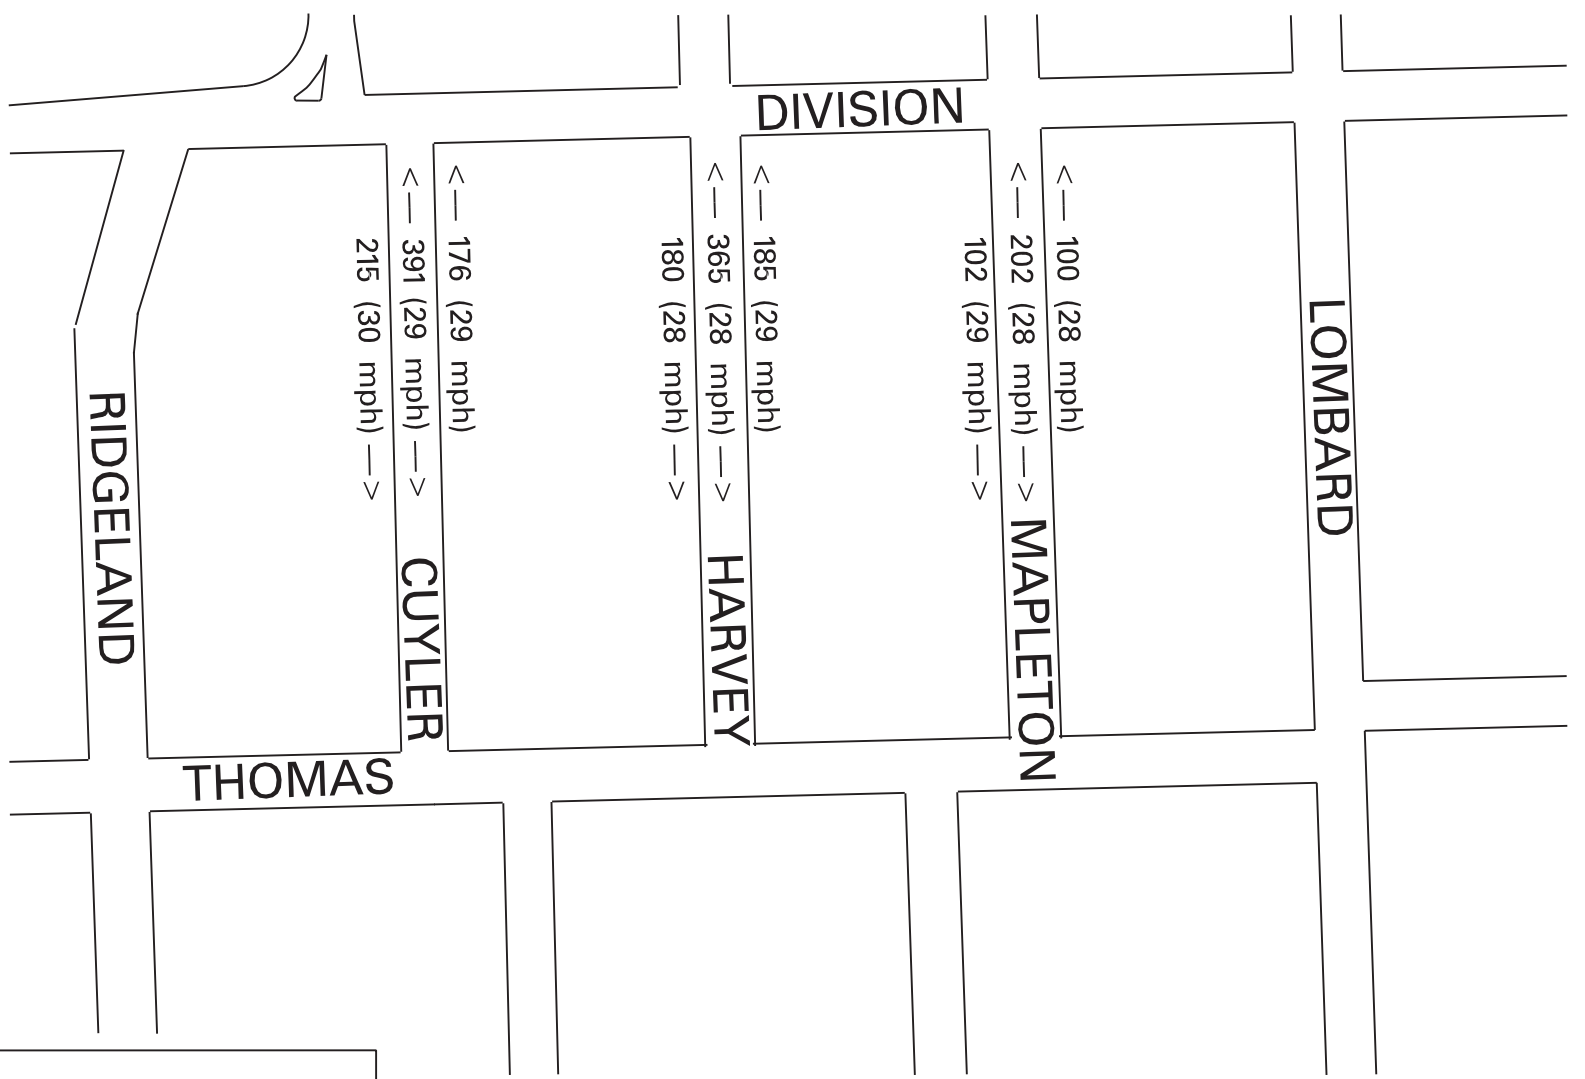 DIVISION
<— 176 (29 mph)
<— 391 (29 mph) —>
215 (30 mph) —>
<— 185 (29 mph)
<— 365 (28 mph) —>
180 (28 mph) —>
<— 100 (28 mph)
<— 202 (28 mph) —>
102 (29 mph) —>
RIDGELAND
CUYLER
HARVEY
MAPLETON
LOMBARD
THOMAS